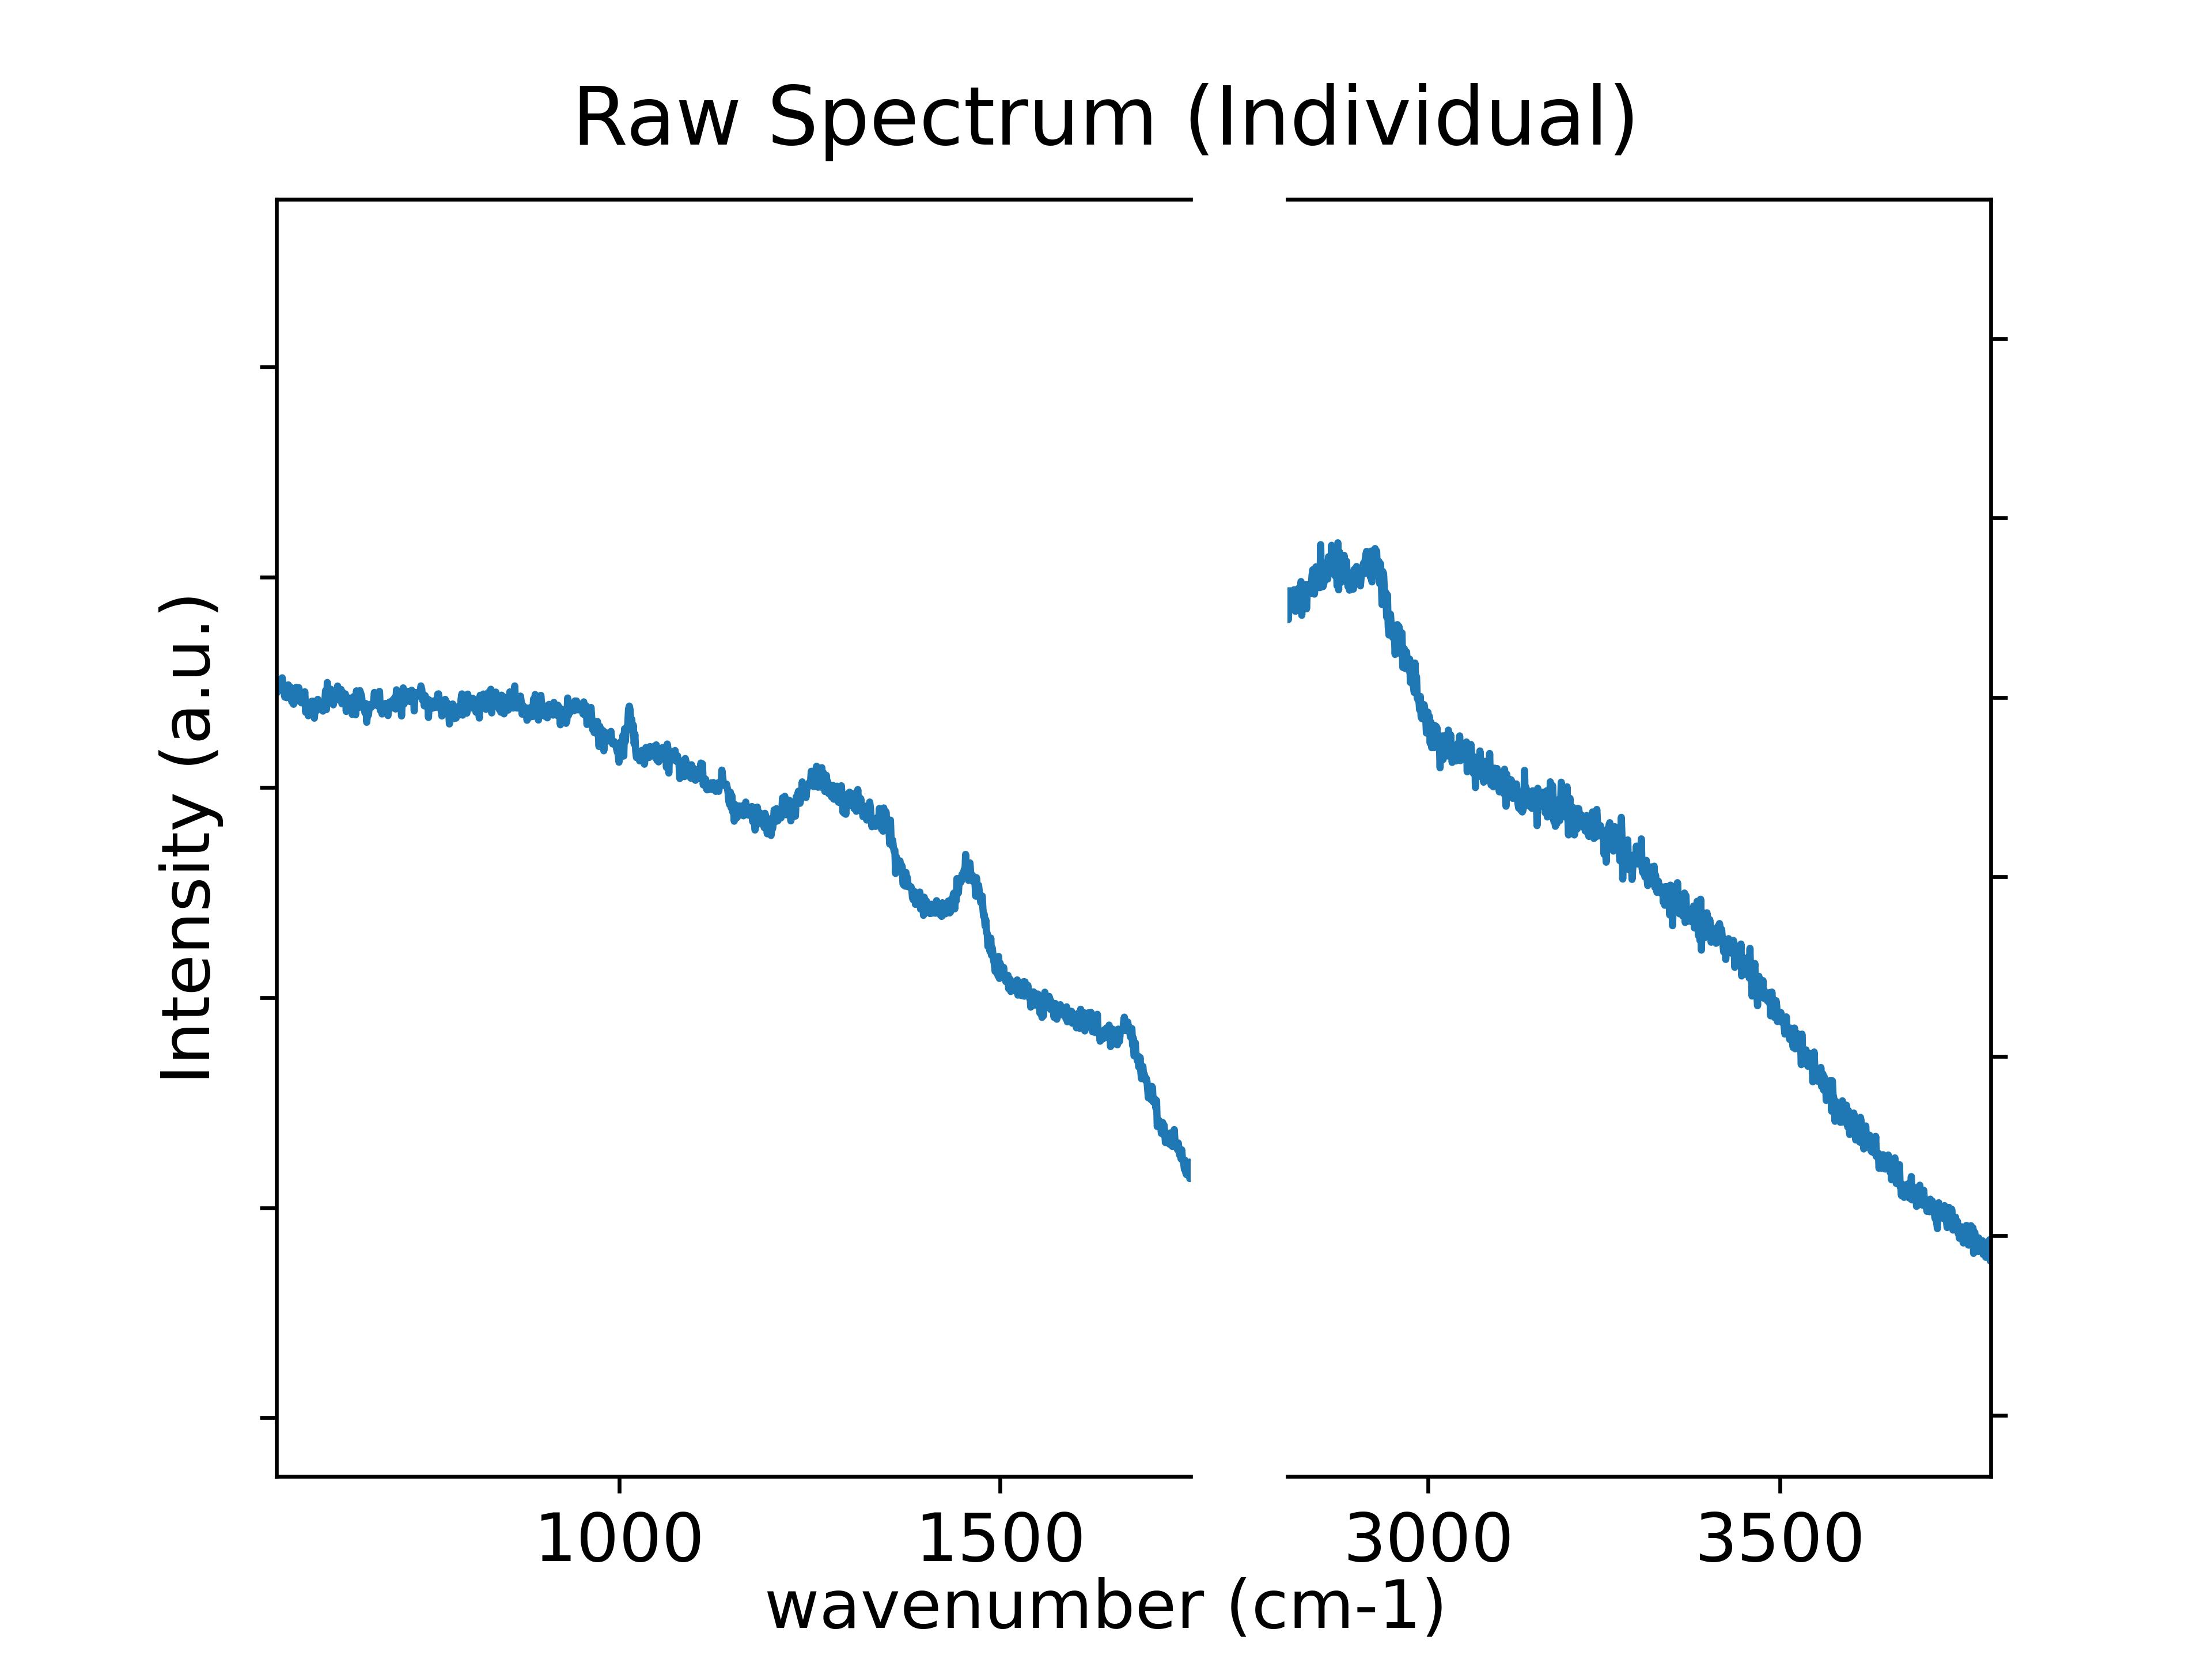 Raw Spectrum (Individual)
Intensity (a.u.)
1000 1500 3000 3500
wavenumber (cm-1)